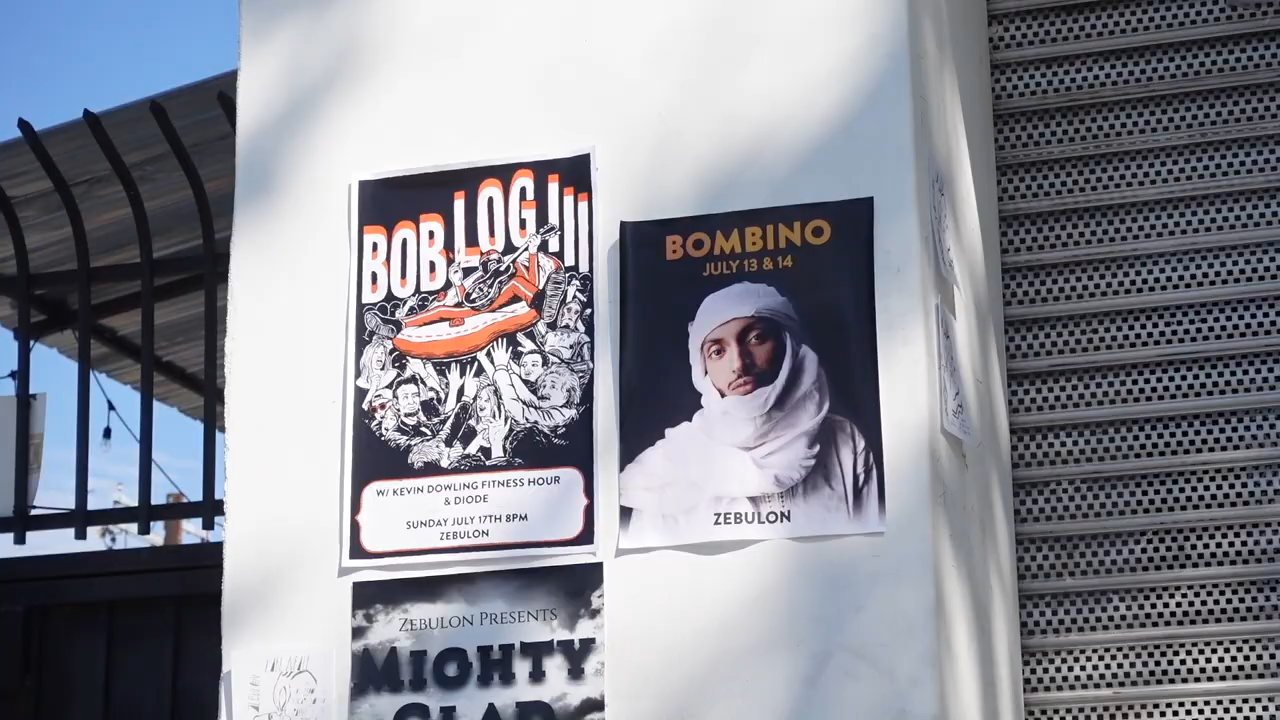 BOB LOG III
W/ KEVIN DOWLING FITNESS HOUR
& DIODE
SUNDAY JULY 17TH 8PM
ZEBULON
BOMBINO
JULY 13 & 14
ZEBULON
ZEBULON PRESENTS
MIGHTY
CLAP